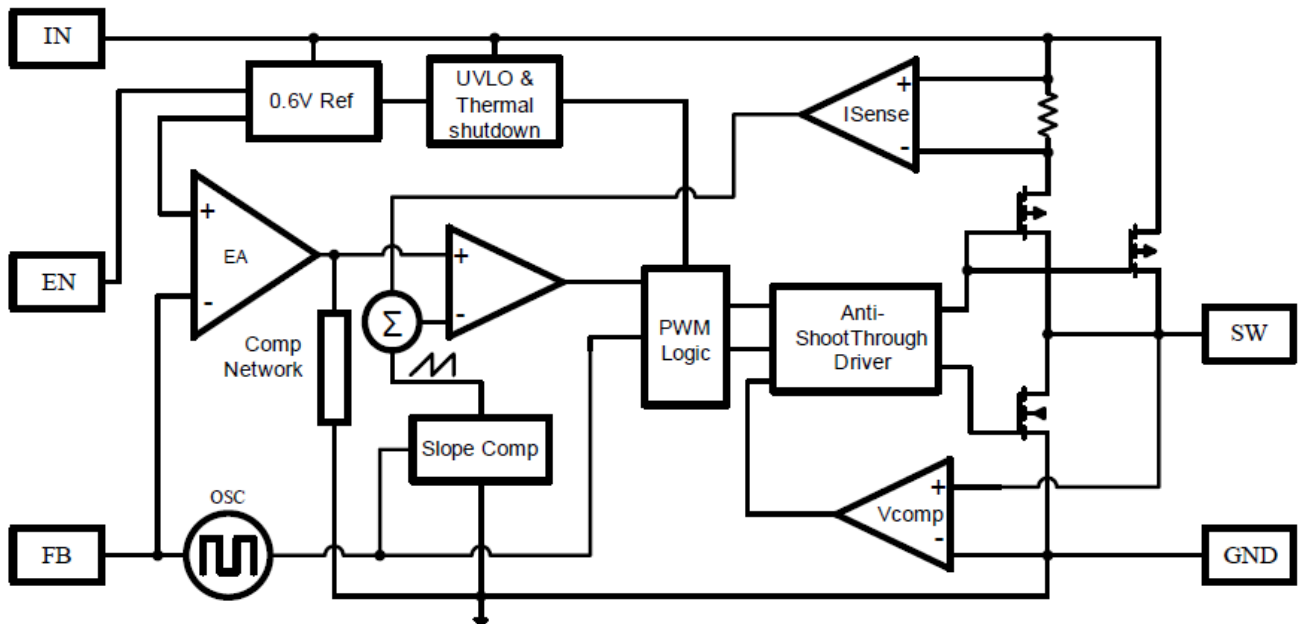 IN
0.6V Ref
UVLO &
Thermal
shutdown
+
ISense
-
EN
+
EA
-
+
-
Σ
Comp
Network
PWM
Logic
Anti-
ShootThrough
Driver
SW
Slope Comp
OSC
+
Vcomp
-
FB
GND